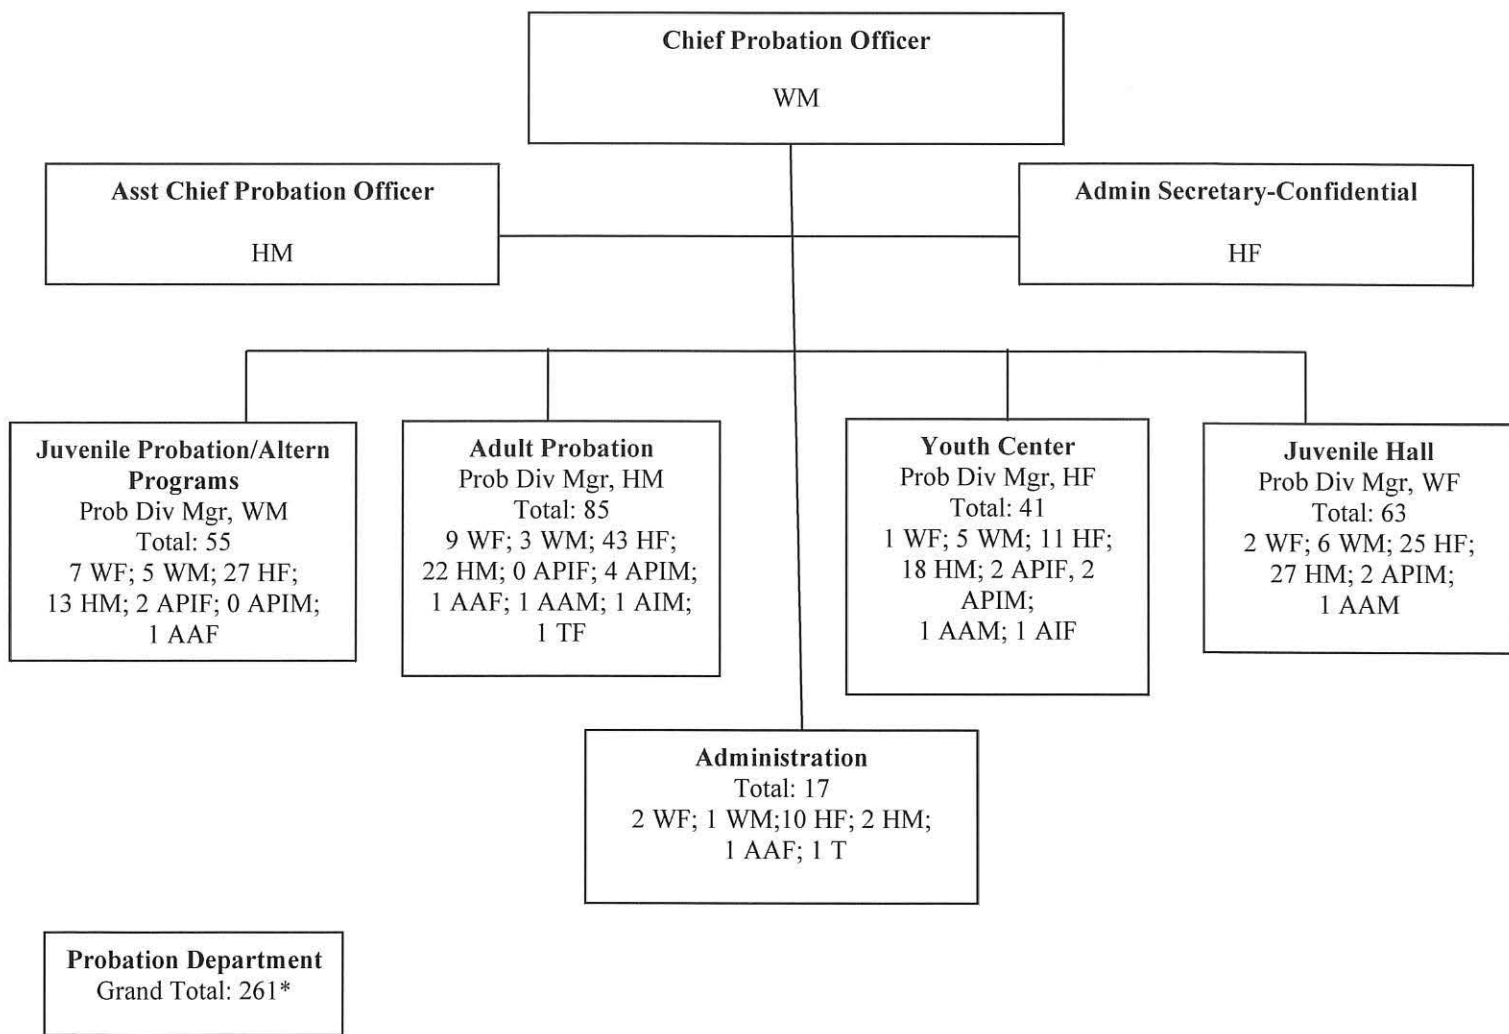 Chief Probation Officer
WM
Asst Chief Probation Officer
HM
Admin Secretary-Confidential
HF
Juvenile Probation/Altern
Programs
Prob Div Mgr, WM
Total: 55
7 WF; 5 WM; 27 HF;
13 HM; 2 APIF; 0 APIM;
1 AAF
Adult Probation
Prob Div Mgr, HM
Total: 85
9 WF; 3 WM; 43 HF;
22 HM; 0 APIF; 4 APIM;
1 AAF; 1 AAM; 1 AIM;
1 TF
Youth Center
Prob Div Mgr, HF
Total: 41
1 WF; 5 WM; 11 HF;
18 HM; 2 APIF, 2
APIM;
1 AAM; 1 AIF
Juvenile Hall
Prob Div Mgr, WF
Total: 63
2 WF; 6 WM; 25 HF;
27 HM; 2 APIM;
1 AAM
Administration
Total: 17
2 WF; 1 WM;10 HF; 2 HM;
1 AAF; 1 T
Probation Department
Grand Total: 261*